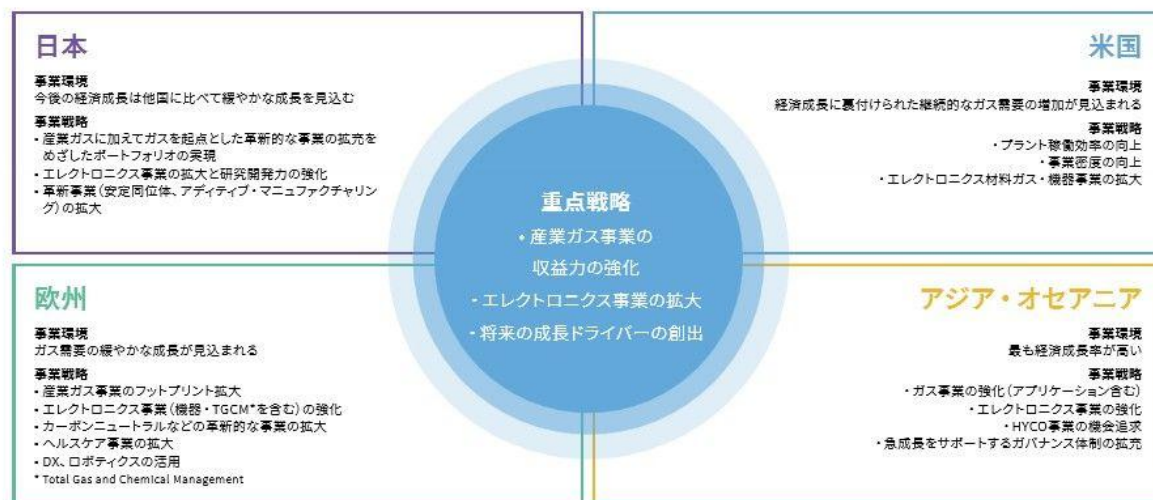 日本
事業環境
今後の経済成長は他国に比べて緩やかな成長を見込む
事業戦略
・産業ガスに加えてガスを起点とした革新的な事業の拡充を
めざしたポートフォリオの実現
・エレクトロニクス事業の拡大と研究開発力の強化
・革新事業(安定同位体、アディティブ・マニュファクチャリン
グ)の拡大
米国
事業環境
経済成長に裏付けられた継続的なガス需要の増加が見込まれる
事業戦略
・プラント稼働効率の向上
・事業密度の向上
・エレクトロニクス材料ガス・機器事業の拡大
重点戦略
・産業ガス事業の
収益力の強化
・エレクトロニクス事業の拡大
・将来の成長ドライバーの創出
欧州
事業環境
ガス需要の緩やかな成長が見込まれる
事業戦略
・産業ガス事業のフットプリント拡大
・エレクトロニクス事業(機器・TGCM*を含む)の強化
・カーボンニュートラルなどの革新的な事業の拡大
・ヘルスケア事業の拡大
・DX、ロボティクスの活用
* Total Gas and Chemical Management
アジア・オセアニア
事業環境
最も経済成長率が高い
事業戦略
・ガス事業の強化(アプリケーション含む)
・エレクトロニクス事業の強化
・HYCO事業の機会追求
・急成長をサポートするガバナンス体制の拡充